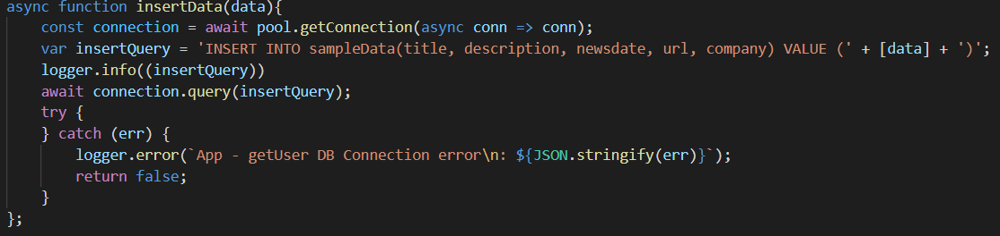 async function insertData(data){
    const connection = await pool.getConnection(async conn => conn);
    var insertQuery = 'INSERT INTO sampleData(title, description, newsdate, url, company) VALUE (' + [data] + ')';
    logger.info((insertQuery))
    await connection.query(insertQuery);
    try {
    } catch (err) {
        logger.error(`App - getUser DB Connection error\n: ${JSON.stringify(err)}`);
        return false;
    }
};